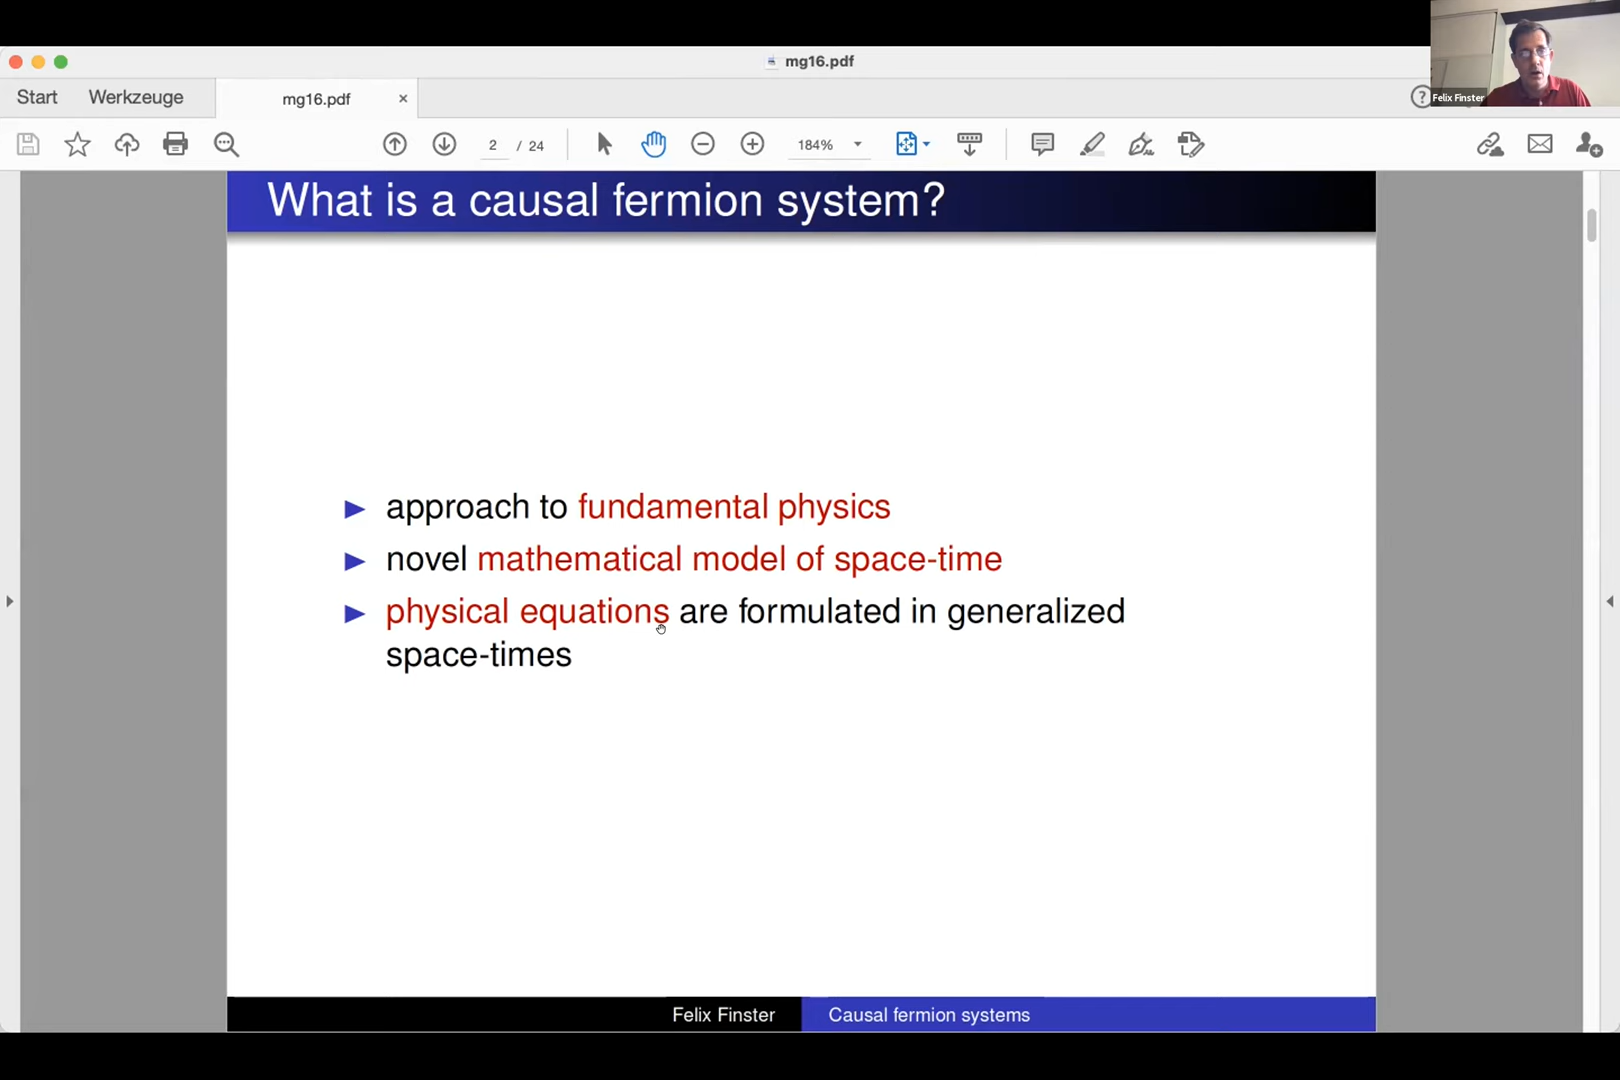 mg16.pdf
Start
Werkzeuge
mg16.pdf
2 / 24
184%
Felix Finster
What is a causal fermion system?
approach to fundamental physics
novel mathematical model of space-time
physical equations are formulated in generalized
space-times
Felix Finster
Causal fermion systems